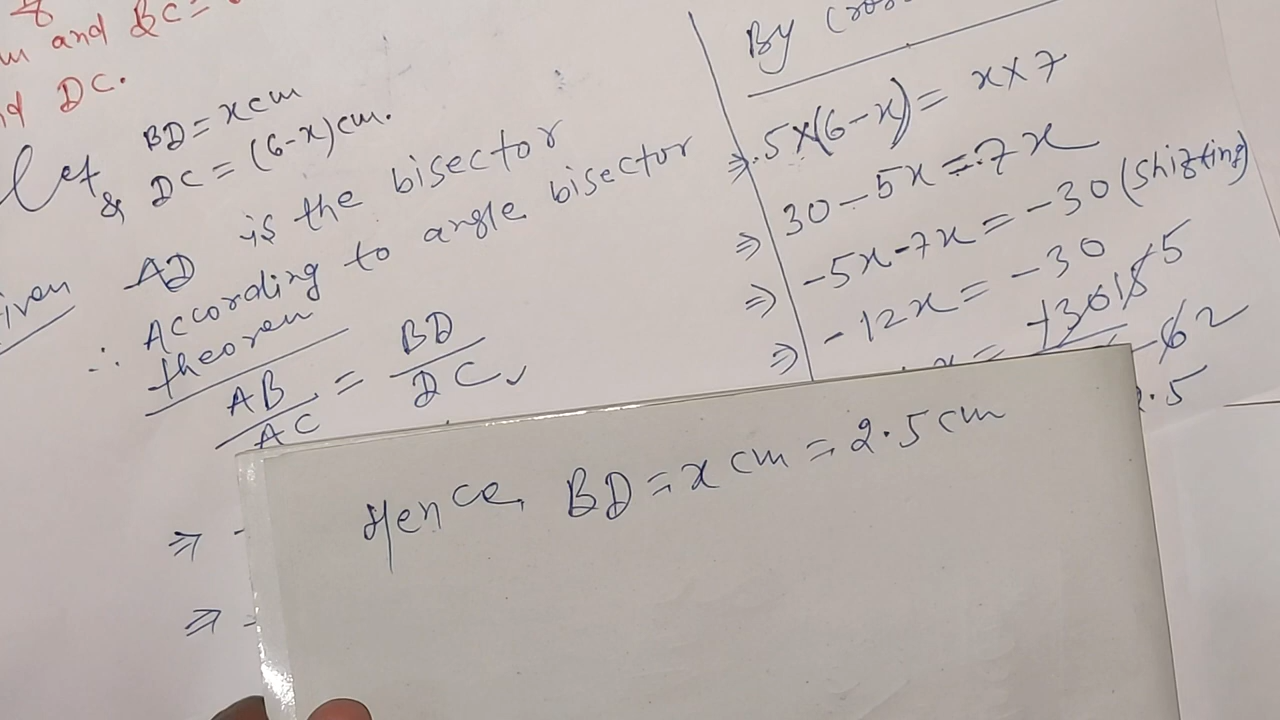 and BC =
DC.
Let BD = x cm
& DC = (6-x) cm.
AD is the bisector
∴ According to angle bisector
theoren
AB/AC = BD/DC
⇒
⇒
By
⇒ 5×(6-x) = x×7
⇒ 30-5x = 7x
⇒ -5x-7x = -30 (Shifting)
⇒ -12x = -30
x =
Hence, BD = x cm = 2.5 cm